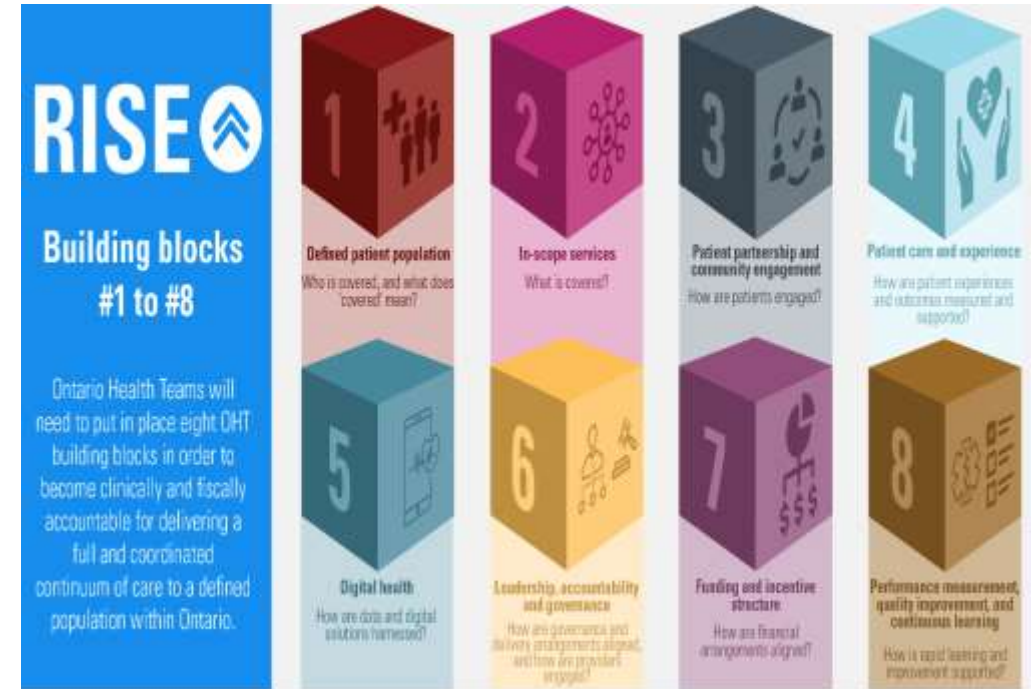 RISE
Building blocks
#1 to #8
Ontario Health Teams will
need to put in place eight OHT
building blocks in order to
become clinically and fiscally
accountable for delivering a
full and coordinated
continuum of care to a defined
population within Ontario.
1
Defined patient population
Who is covered, and what does
'covered' mean?
2
In-scope services
What is covered?
3
Patient partnership and
community engagement
How are patients engaged?
4
Patient care and experience
How are patient experiences
and outcomes measured and
supported?
5
Digital health
How are data and digital
solutions harnessed?
6
Leadership, accountability
and governance
How are governance and
delivery arrangements aligned,
and how are providers
engaged?
7
Funding and incentive
structure
How are financial
arrangements aligned?
$$$
8
Performance measurement,
quality improvement, and
continuous learning
How is rapid learning and
improvement supported?